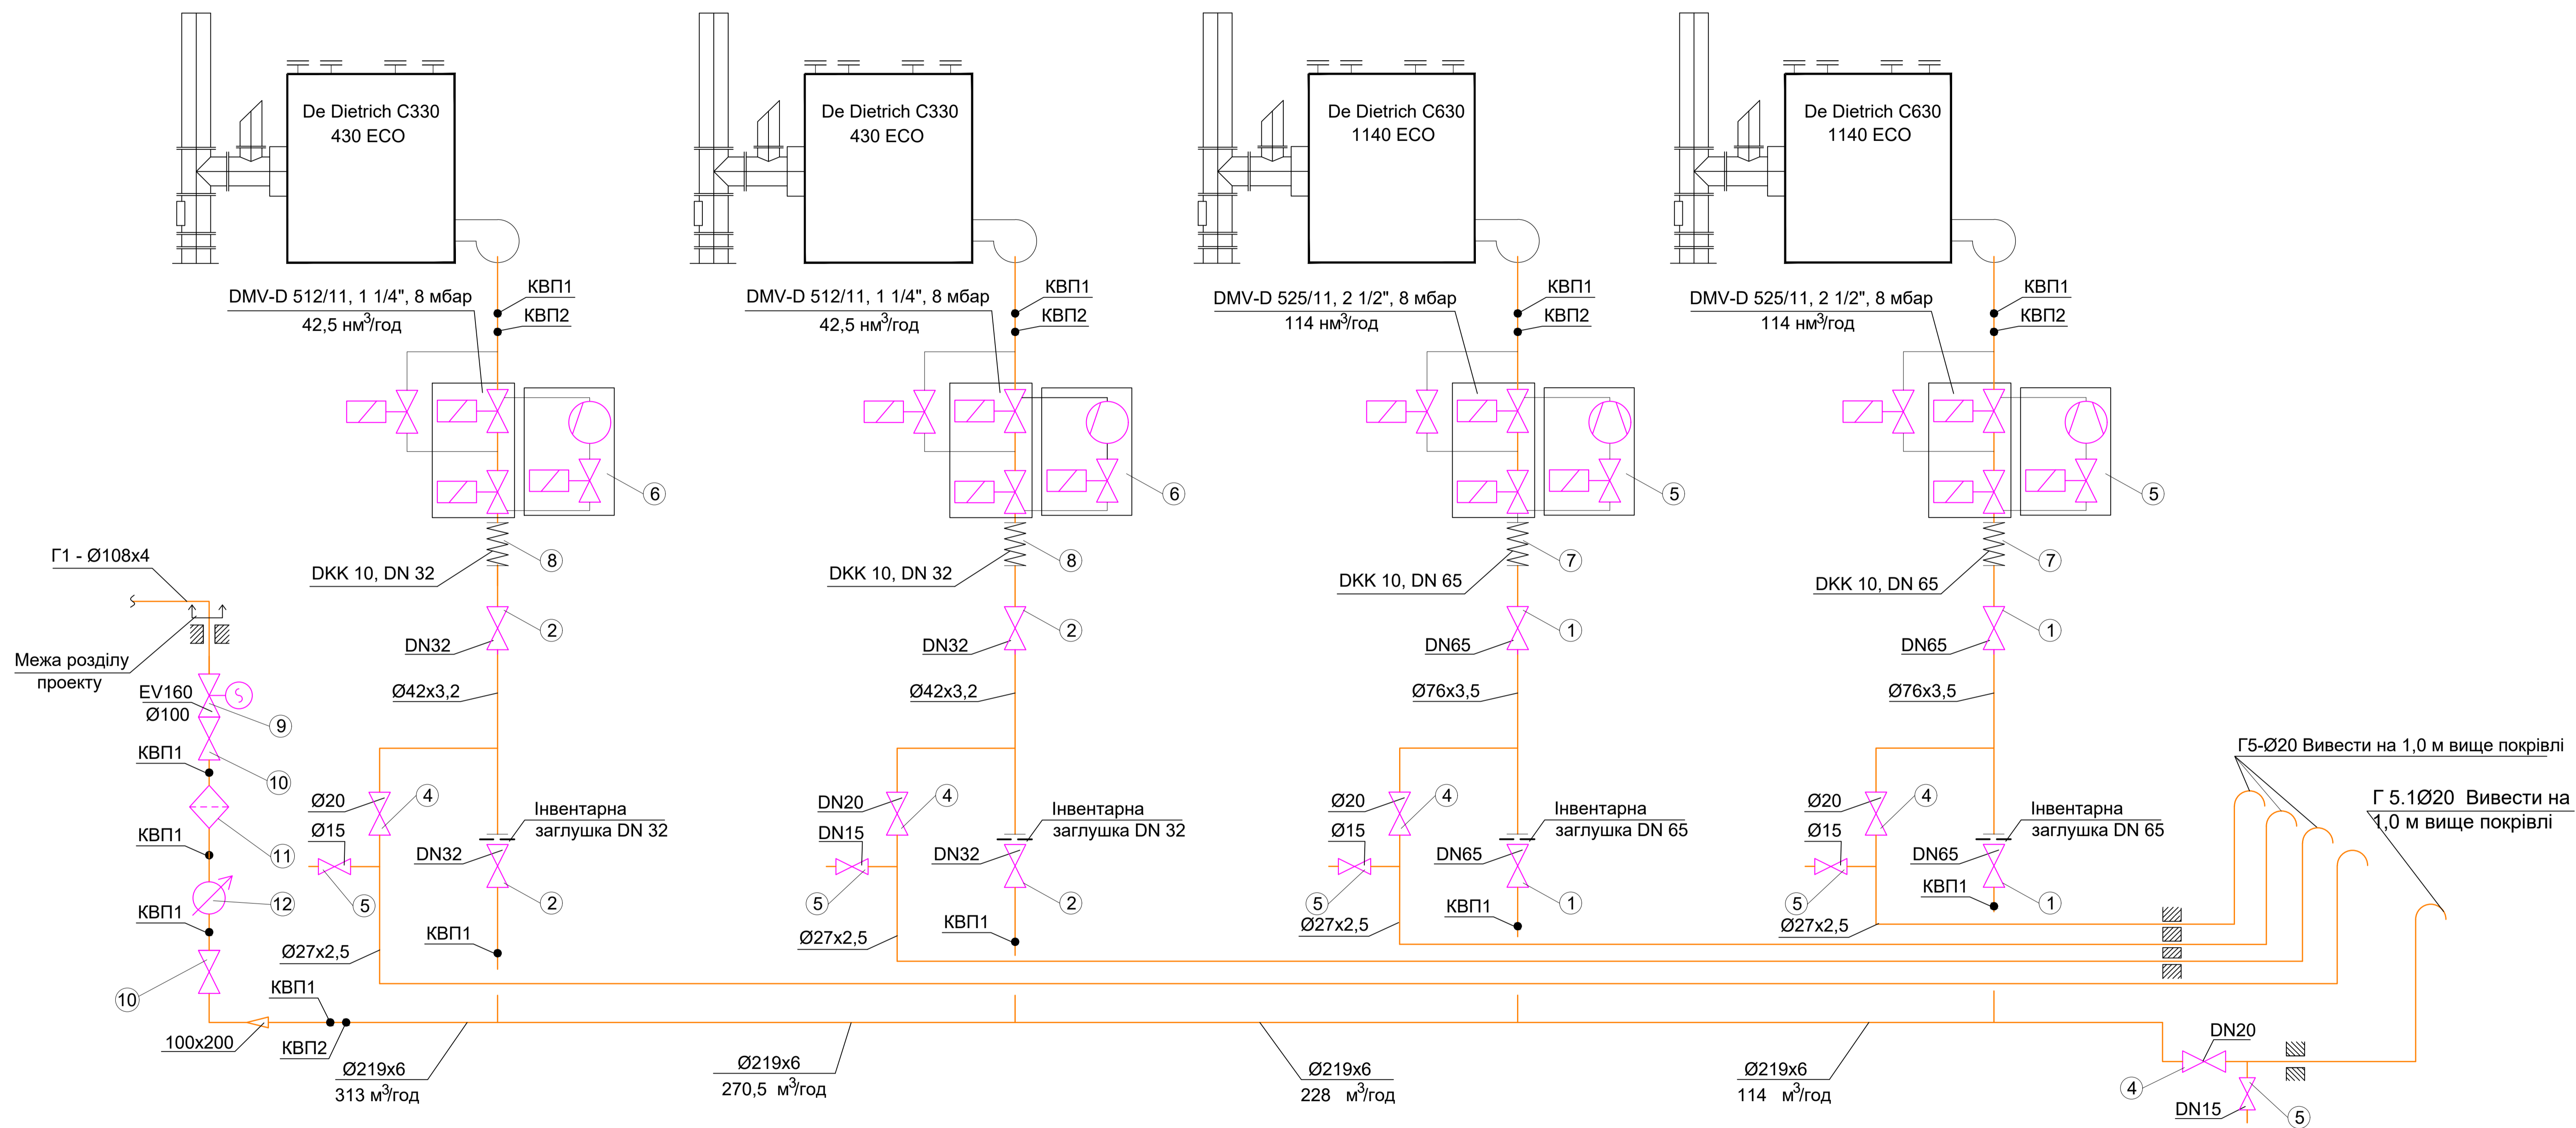 De Dietrich C330
430 ECO
De Dietrich C330
430 ECO
De Dietrich C630
1140 ECO
De Dietrich C630
1140 ECO
DMV-D 512/11, 1 1/4", 8 мбар
42,5 нм³/год
КВП1
КВП2
DMV-D 512/11, 1 1/4", 8 мбар
42,5 нм³/год
КВП1
КВП2
DMV-D 525/11, 2 1/2", 8 мбар
114 нм³/год
КВП1
КВП2
DMV-D 525/11, 2 1/2", 8 мбар
114 нм³/год
КВП1
КВП2
6
6
5
5
DKK 10, DN 32
8
DKK 10, DN 32
8
DKK 10, DN 65
7
DKK 10, DN 65
7
Г1 - Ø108x4
Межа розділу
проекту
DN32
2
DN32
2
DN65
1
DN65
1
EV160
Ø100
9
Ø42x3,2
Ø42x3,2
Ø76x3,5
Ø76x3,5
КВП1
10
КВП1
11
12
КВП1
10
Ø20
4
Ø15
5
Інвентарна
заглушка DN 32
DN32
2
КВП1
Ø27x2,5
DN20
4
DN15
5
Інвентарна
заглушка DN 32
DN32
2
КВП1
Ø27x2,5
Ø20
4
Ø15
5
Інвентарна
заглушка DN 65
DN65
1
КВП1
Ø27x2,5
Ø20
4
Ø15
5
Інвентарна
заглушка DN 65
DN65
КВП1
1
Ø27x2,5
Г5-Ø20 Вивести на 1,0 м вище покрівлі
Г 5.1Ø20 Вивести на
1,0 м вище покрівлі
100x200
КВП1
КВП2
Ø219x6
313 м³/год
Ø219x6
270,5 м³/год
Ø219x6
228 м³/год
Ø219x6
114 м³/год
DN20
4
DN15
5